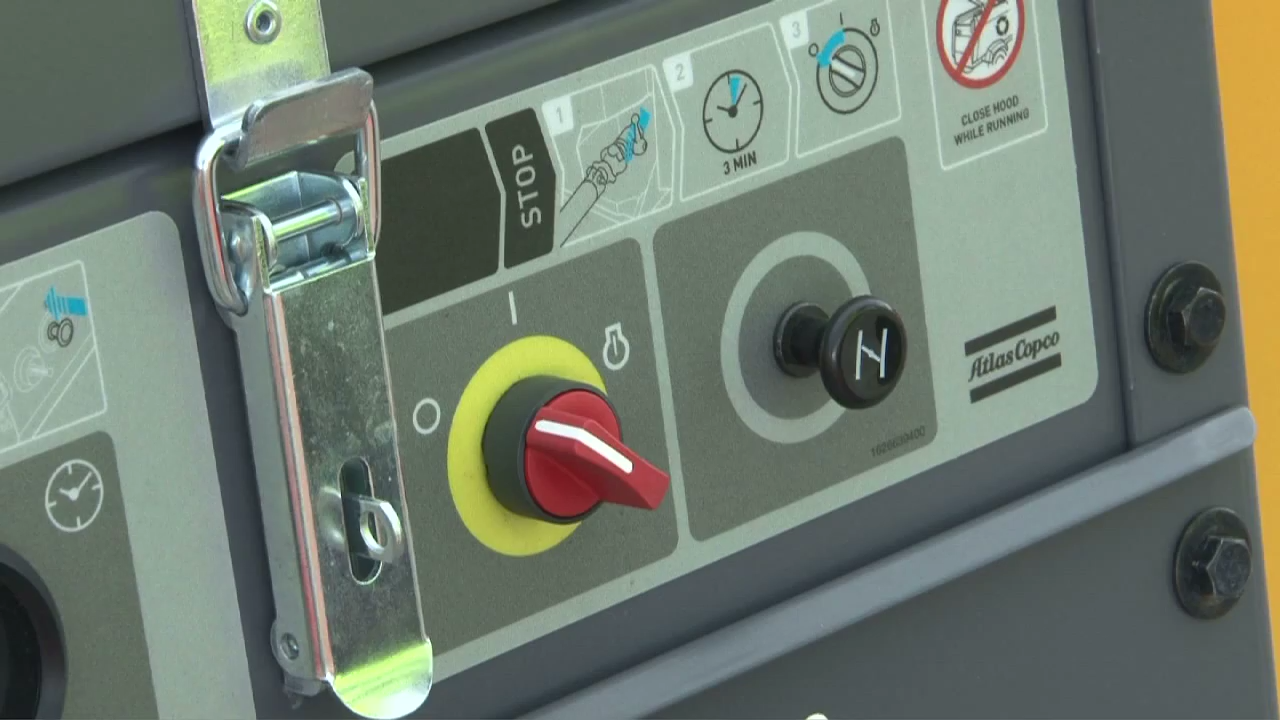 STOP
1
2
3 MIN
3
CLOSE HOOD
WHILE RUNNING
Atlas Copco